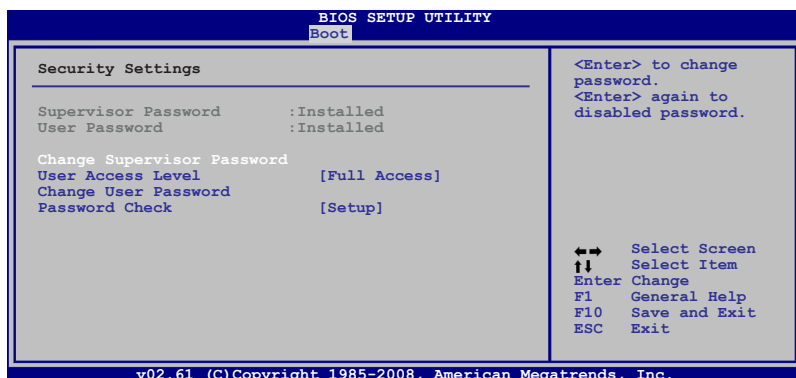 BIOS SETUP UTILITY
Boot
Security Settings
Supervisor Password :Installed
User Password :Installed
Change Supervisor Password
User Access Level [Full Access]
Change User Password
Password Check [Setup]
<Enter> to change
password.
<Enter> again to
disabled password.
←→ Select Screen
↑↓ Select Item
Enter Change
F1 General Help
F10 Save and Exit
ESC Exit
v02.61 (C)Copyright 1985-2008, American Megatrends, Inc.